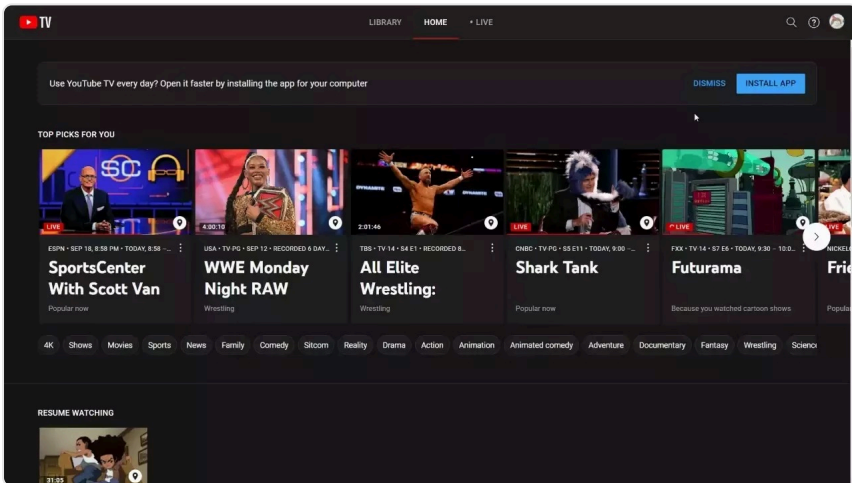 TV
LIBRARY
HOME
• LIVE
Use YouTube TV every day? Open it faster by installing the app for your computer
DISMISS
INSTALL APP
TOP PICKS FOR YOU
SC
LIVE
4:00:10
DYNAMITE
2:01:46
LIVE
LIVE
LIVE
ESPN • SEP 18, 8:58 PM • TODAY, 8:58 -...
SportsCenter
With Scott Van
Popular now
USA • TV-PG • SEP 12 • RECORDED 6 DAY...
WWE Monday
Night RAW
Wrestling
TBS • TV-14 • S4 E1 • RECORDED 8...
All Elite
Wrestling:
Wrestling
CNBC • TV-PG • S5 E11 • TODAY, 9:00 -...
Shark Tank
Popular now
FXX • TV-14 • S7 E6 • TODAY, 9:30 - 10:0...
Futurama
Because you watched cartoon shows
NICKEL
Frie
Popular
4K
Shows
Movies
Sports
News
Family
Comedy
Sitcom
Reality
Drama
Action
Animation
Animated comedy
Adventure
Documentary
Fantasy
Wrestling
Science
RESUME WATCHING
31:05